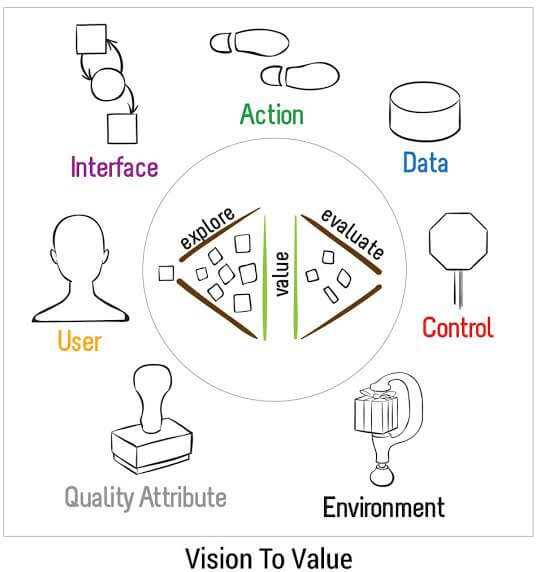 Action
Interface
Data
explore
value
evaluate
User
Control
Quality Attribute
Environment
Vision To Value